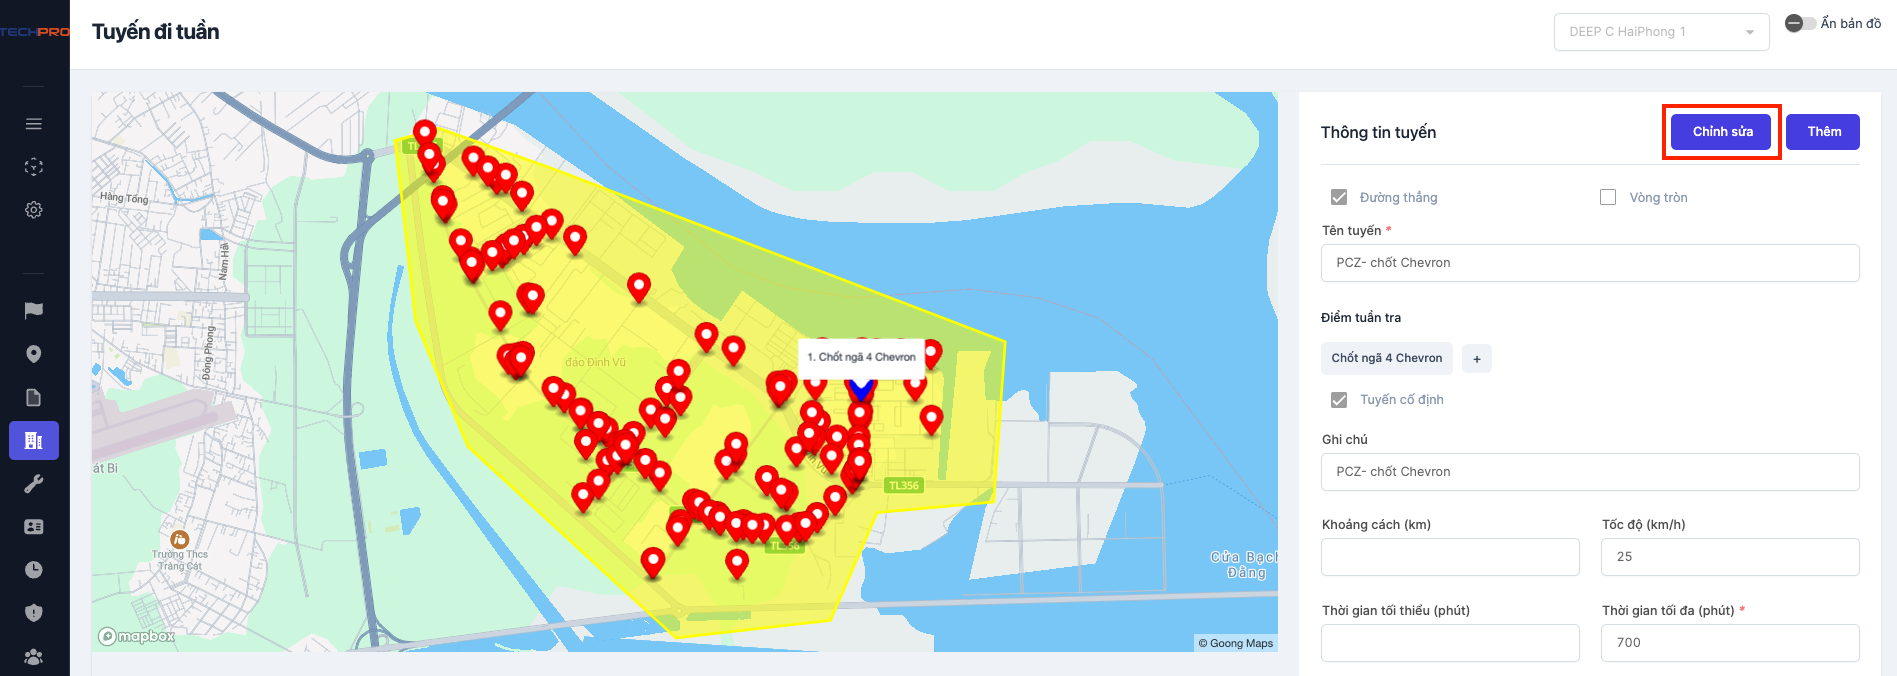 TECHPRO
Tuyến đi tuần
DEEP C HaiPhong 1
Ẩn bản đồ
Hàng Tổng
Nam Hải
Đông Phong
át Bi
Trường Thcs
Tràng Cát
đảo Đình Vũ
1. Chốt ngã 4 Chevron
TL356
TL356
Cửa Bạch
Đằng
mapbox
© Goong Maps
Thông tin tuyến
Chỉnh sửa
Thêm
Đường thẳng
Vòng tròn
Tên tuyến *
PCZ- chốt Chevron
Điểm tuần tra
Chốt ngã 4 Chevron
+
Tuyến cố định
Ghi chú
PCZ- chốt Chevron
Khoảng cách (km)
Tốc độ (km/h)
25
Thời gian tối thiểu (phút)
Thời gian tối đa (phút) *
700